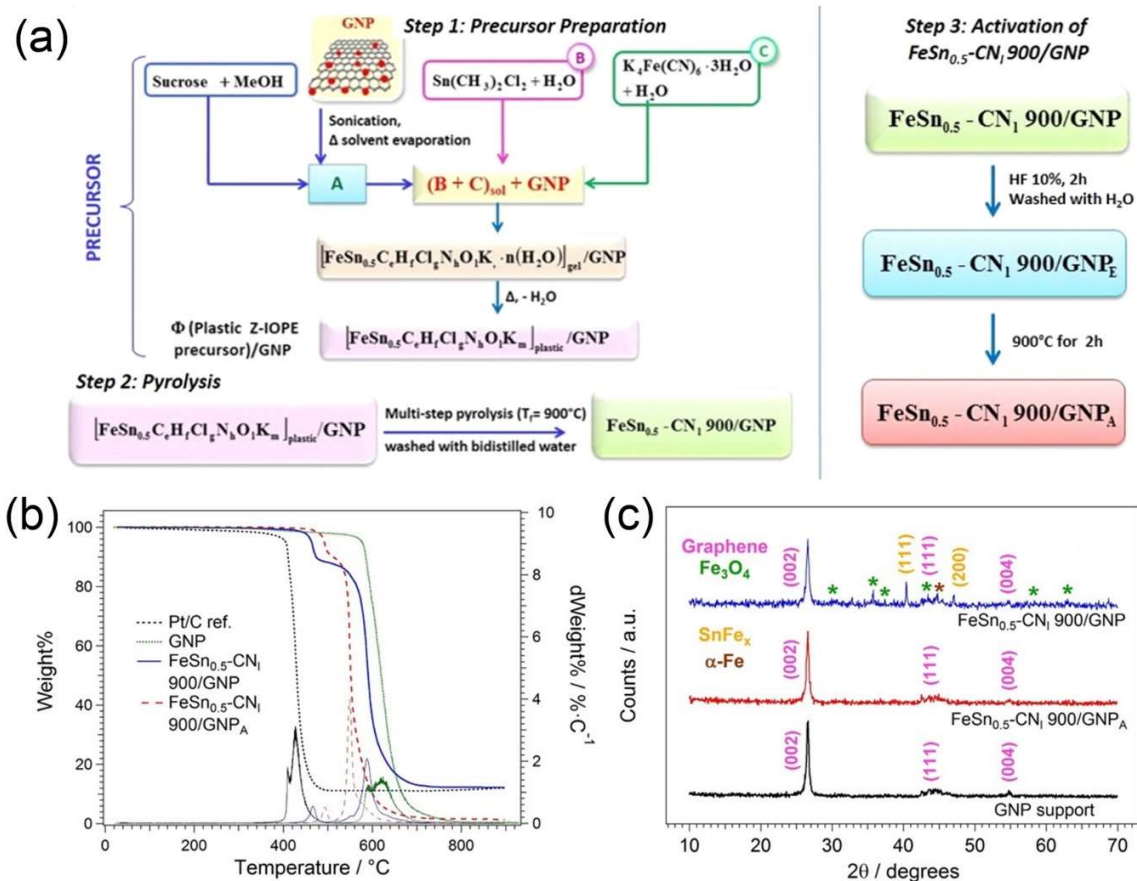 (a)
GNP
Step 1: Precursor Preparation
Sucrose + MeOH
B
Sn(CH₃)₂Cl₂ + H₂O
C
K₄Fe(CN)₆ · 3H₂O
+ H₂O
Sonication,
Δ solvent evaporation
PRECURSOR
A
(B + C)sol + GNP
[FeSn₀.₅CₑHfClgNhOlK, ·n(H₂O)]gel/GNP
Δ, - H₂O
Φ (Plastic Z-IOPE
precursor)/GNP
[FeSn₀.₅CₑHfClgNhOlKm]plastic/GNP
Step 2: Pyrolysis
[FeSn₀.₅CₑHfClgNhOlKm]plastic/GNP
Multi-step pyrolysis (Tf= 900°C)
washed with bidistilled water
FeSn₀.₅ - CNl 900/GNP
Step 3: Activation of
FeSn₀.₅-CNl 900/GNP
FeSn₀.₅ - CNl 900/GNP
HF 10%, 2h
Washed with H₂O
FeSn₀.₅ - CNl 900/GNPE
900°C for 2h
FeSn₀.₅ - CNl 900/GNPA
(b)
Weight%
100
80
60
40
20
0
Pt/C ref.
GNP
FeSn₀.₅-CNl
900/GNP
FeSn₀.₅-CNl
900/GNPA
10
8
6
4
2
0
dWeight% / %·C⁻¹
200 400 600 800
Temperature / °C
(c)
Counts / a.u.
Graphene
Fe₃O₄
(002)
(111)
(111)
(200)
(004)
* * * * * * *
FeSn₀.₅-CNl 900/GNP
SnFeₓ
α-Fe
(002)
(111)
(004)
FeSn₀.₅-CNl 900/GNPA
(002)
(111)
(004)
GNP support
10 20 30 40 50 60 70
2θ / degrees